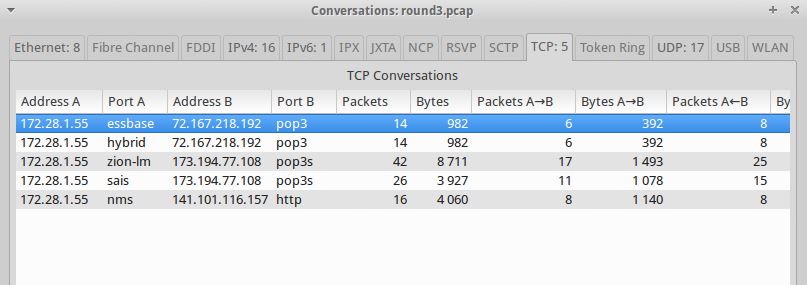 Conversations: round3.pcap
Ethernet: 8 Fibre Channel FDDI IPv4: 16 IPv6: 1 IPX JXTA NCP RSVP SCTP TCP: 5 Token Ring UDP: 17 USB WLAN
TCP Conversations
Address A Port A Address B Port B Packets Bytes Packets A→B Bytes A→B Packets A←B By
172.28.1.55 essbase 72.167.218.192 pop3 14 982 6 392 8
172.28.1.55 hybrid 72.167.218.192 pop3 14 982 6 392 8
172.28.1.55 zion-lm 173.194.77.108 pop3s 42 8 711 17 1 493 25
172.28.1.55 sais 173.194.77.108 pop3s 26 3 927 11 1 078 15
172.28.1.55 nms 141.101.116.157 http 16 4 060 8 1 140 8